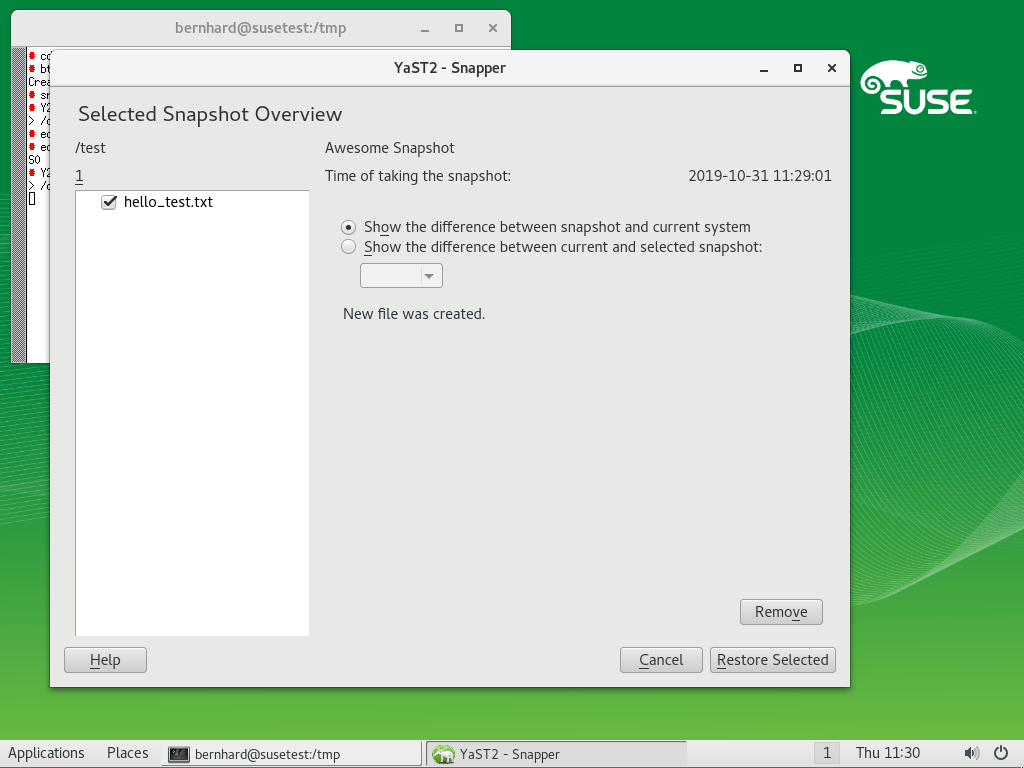 bernhard@susetest:/tmp
YaST2 - Snapper
SUSE
Selected Snapshot Overview
/test
Awesome Snapshot
1
Time of taking the snapshot:
2019-10-31 11:29:01
hello_test.txt
Show the difference between snapshot and current system
Show the difference between current and selected snapshot:
New file was created.
Remove
Help
Cancel
Restore Selected
Applications
Places
bernhard@susetest:/tmp
YaST2 - Snapper
1
Thu 11:30